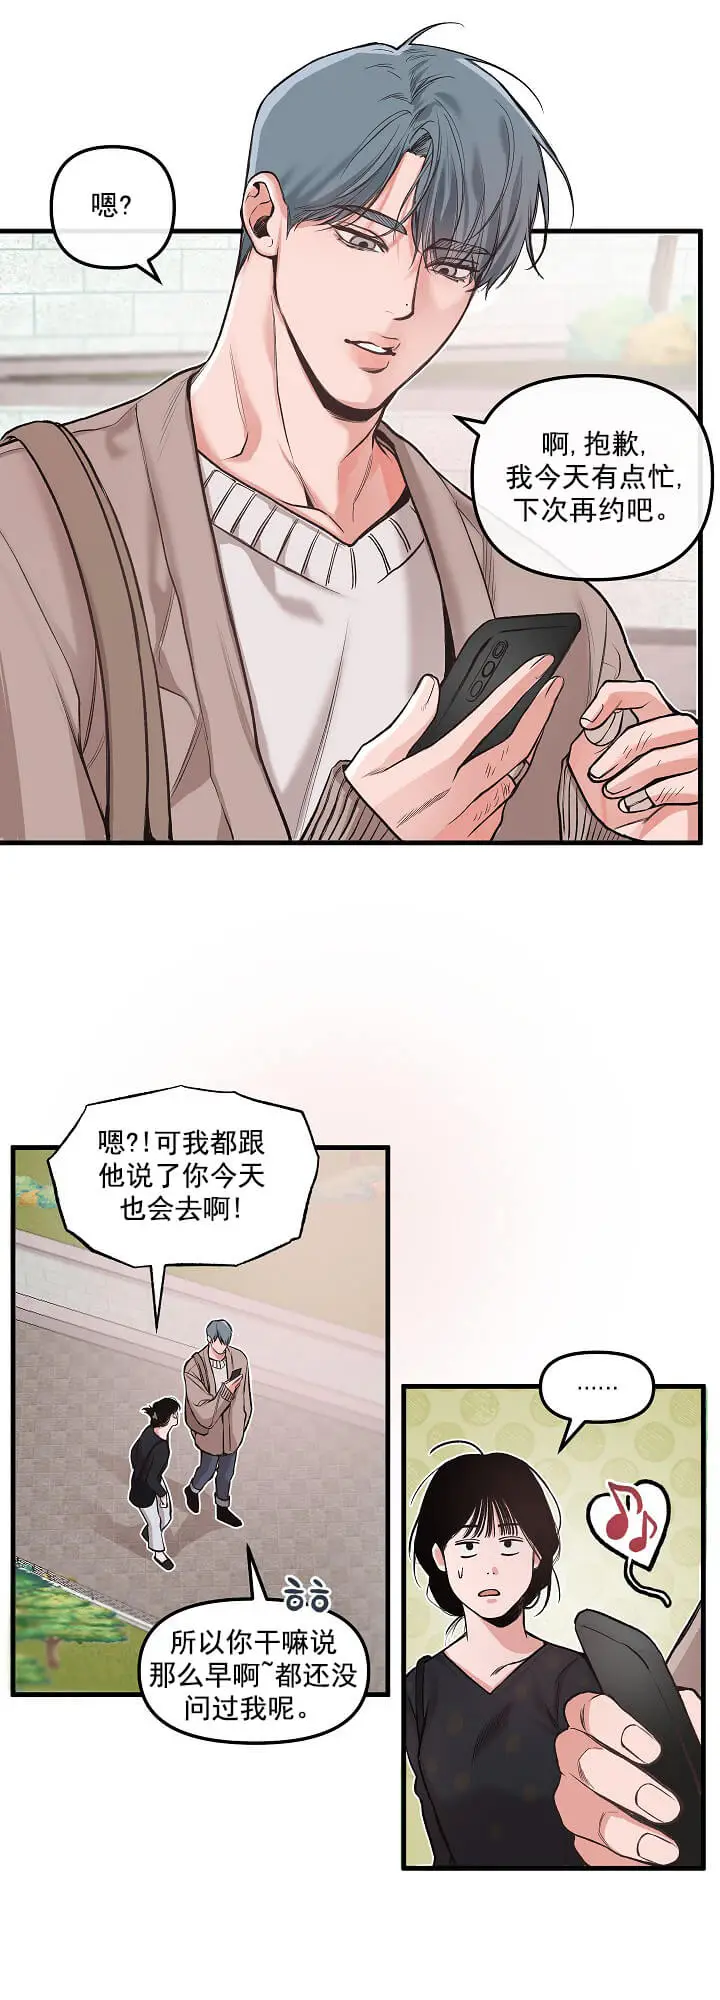 嗯?
啊,抱歉,
我今天有点忙,
下次再约吧。
嗯?!可我都跟
他说了你今天
也会去啊!
……
하하
所以你干嘛说
那么早啊~都还没
问过我呢。